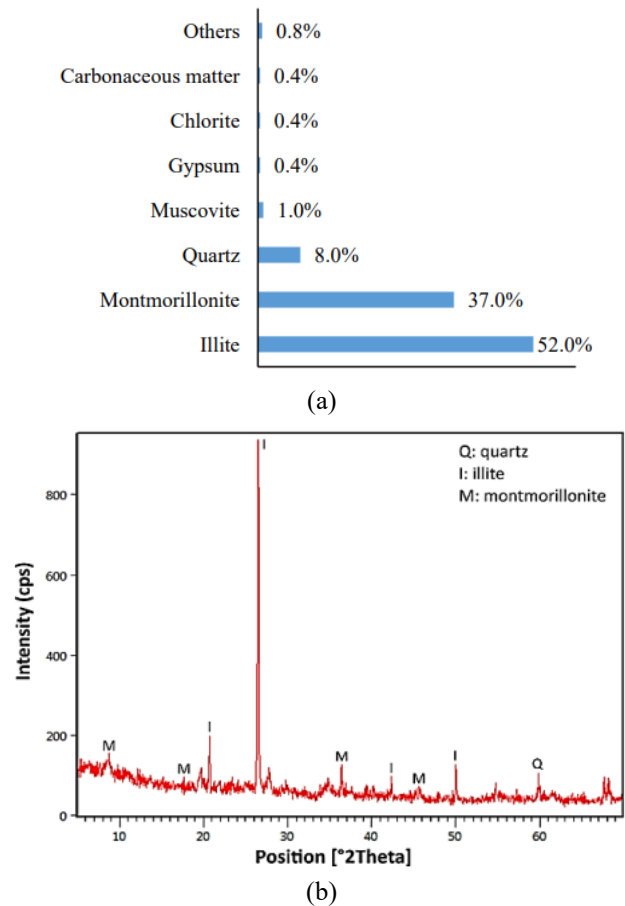 Others 0.8%
Carbonaceous matter 0.4%
Chlorite 0.4%
Gypsum 0.4%
Muscovite 1.0%
Quartz 8.0%
Montmorillonite 37.0%
Illite 52.0%
(a)
I
Q: quartz
I: illite
M: montmorillonite
800
600
400
200
0
Intensity (cps)
M
M
I
M
I
M
I
Q
10 20 30 40 50 60
Position [°2Theta]
(b)